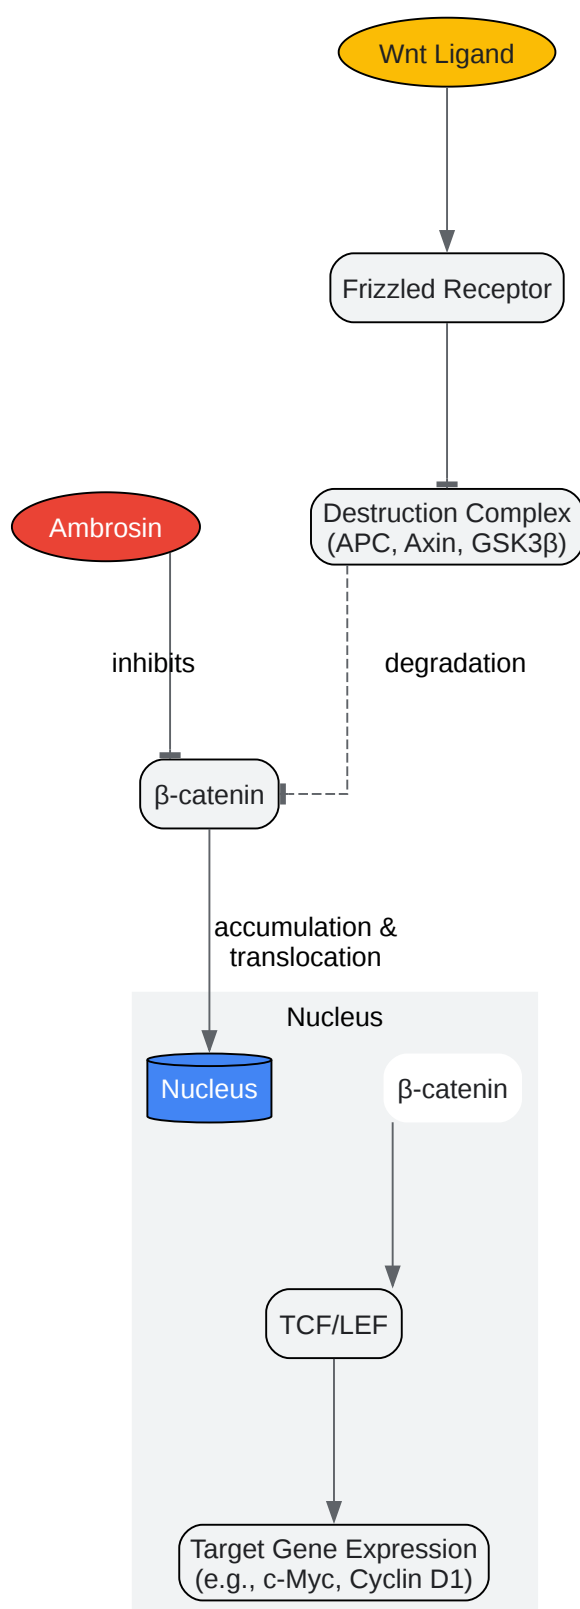 Wnt Ligand
Frizzled Receptor
Destruction Complex
(APC, Axin, GSK3β)
Ambrosin
inhibits
degradation
β-catenin
accumulation &
translocation
Nucleus
Nucleus
β-catenin
TCF/LEF
Target Gene Expression
(e.g., c-Myc, Cyclin D1)